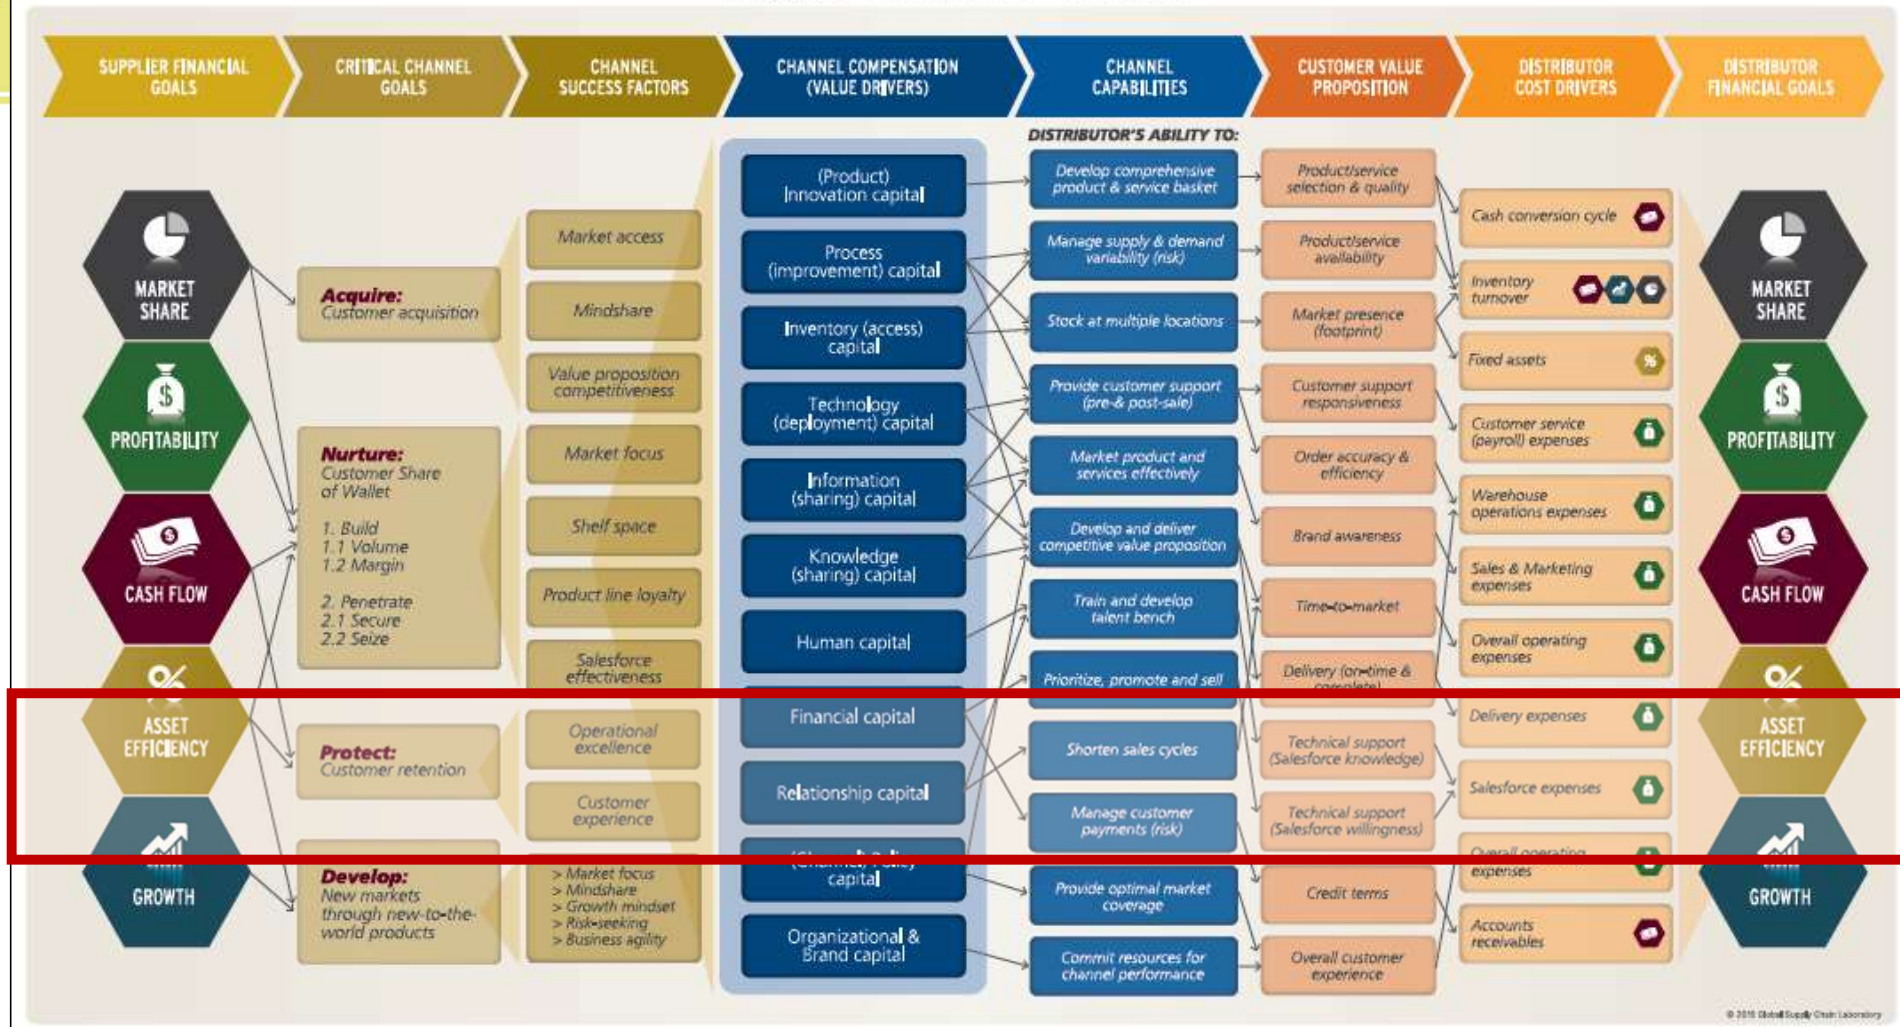 SUPPLIER FINANCIAL
GOALS
CRITICAL CHANNEL
GOALS
CHANNEL
SUCCESS FACTORS
CHANNEL COMPENSATION
(VALUE DRIVERS)
CHANNEL
CAPABILITIES
CUSTOMER VALUE
PROPOSITION
DISTRIBUTOR
COST DRIVERS
DISTRIBUTOR
FINANCIAL GOALS
MARKET
SHARE
PROFITABILITY
CASH FLOW
ASSET
EFFICIENCY
GROWTH
Acquire:
Customer acquisition
Nurture:
Customer Share
of Wallet
1. Build
1.1 Volume
1.2 Margin
2. Penetrate
2.1 Secure
2.2 Seize
Protect:
Customer retention
Develop:
New markets
through new-to-the-
world products
Market access
Mindshare
Value proposition
competitiveness
Market focus
Shelf space
Product line loyalty
Salesforce
effectiveness
Operational
excellence
Customer
experience
> Market focus
> Mindshare
> Growth mindset
> Risk-seeking
> Business agility
(Product)
Innovation capital
Process
(improvement) capital
Inventory (access)
capital
Technology
(deployment) capital
Information
(sharing) capital
Knowledge
(sharing) capital
Human capital
Financial capital
Relationship capital
(Channel) Policy
capital
Organizational &
Brand capital
DISTRIBUTOR'S ABILITY TO:
Develop comprehensive
product & service basket
Manage supply & demand
variability (risk)
Stock at multiple locations
Provide customer support
(pre-& post-sale)
Market product and
services effectively
Develop and deliver
competitive value proposition
Train and develop
talent bench
Prioritize, promote and sell
Shorten sales cycles
Manage customer
payments (risk)
Provide optimal market
coverage
Commit resources for
channel performance
Product/service
selection & quality
Product/service
availability
Market presence
(footprint)
Customer support
responsiveness
Order accuracy &
efficiency
Brand awareness
Time-to-market
Delivery (on-time &
complete)
Technical support
(Salesforce knowledge)
Technical support
(Salesforce willingness)
Credit terms
Overall customer
experience
Cash conversion cycle
Inventory
turnover
Fixed assets
%
Customer service
(payroll) expenses
Warehouse
operations expenses
Sales & Marketing
expenses
Overall operating
expenses
Delivery expenses
Salesforce expenses
Overall operating
expenses
Accounts
receivables
MARKET
SHARE
PROFITABILITY
CASH FLOW
ASSET
EFFICIENCY
GROWTH
© 2015 Global Supply Chain Laboratory